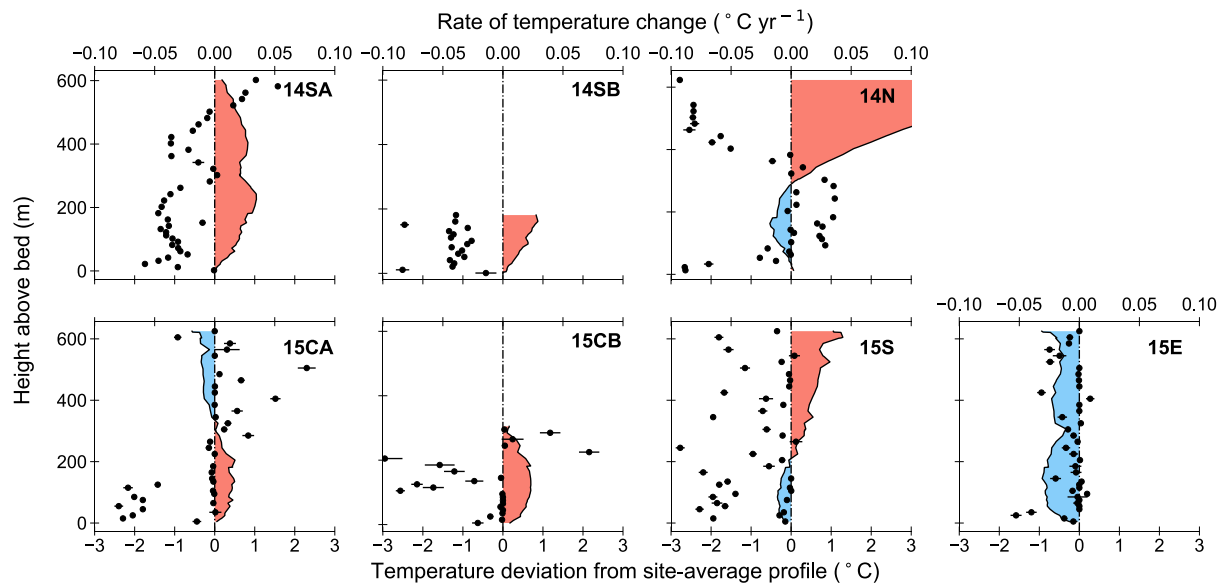 Rate of temperature change (°C yr⁻¹)
−0.10 −0.05 0.00 0.05 0.10 −0.10 −0.05 0.00 0.05 0.10 −0.10 −0.05 0.00 0.05 0.10
600 14SA 14SB 14N
400
200
0
Height above bed (m)
−0.10 −0.05 0.00 0.05 0.10
600 15CA 15CB 15S 15E
400
200
0
−3 −2 −1 0 1 2 3 −3 −2 −1 0 1 2 3 −3 −2 −1 0 1 2 3 −3 −2 −1 0 1 2 3
Temperature deviation from site-average profile (°C)